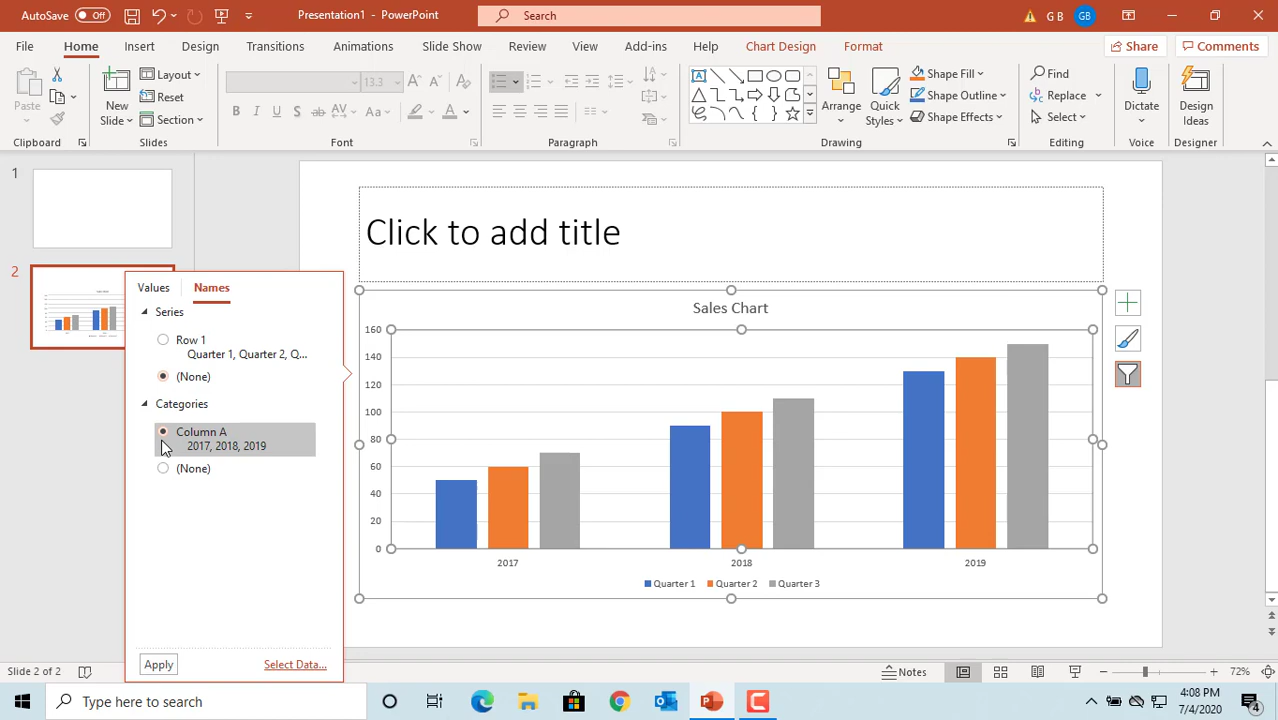 AutoSave Off Presentation1 - PowerPoint Search G B GB
File Home Insert Design Transitions Animations Slide Show Review View Add-ins Help Chart Design Format Share Comments
Paste New Slide Layout Reset Section 13.3 Arrange Quick Styles Shape Fill Shape Outline Shape Effects Find Replace Select Dictate Design Ideas
Clipboard Slides Font Paragraph Drawing Editing Voice Designer
1
2
Click to add title
Values Names
Series
Row 1
Quarter 1, Quarter 2, Q...
(None)
Categories
Column A
2017, 2018, 2019
(None)
Apply Select Data...
Sales Chart
160
140
120
100
80
60
40
20
0
2017 2018 2019
Quarter 1 Quarter 2 Quarter 3
Slide 2 of 2 Notes 72%
Type here to search 4:08 PM
7/4/2020 4